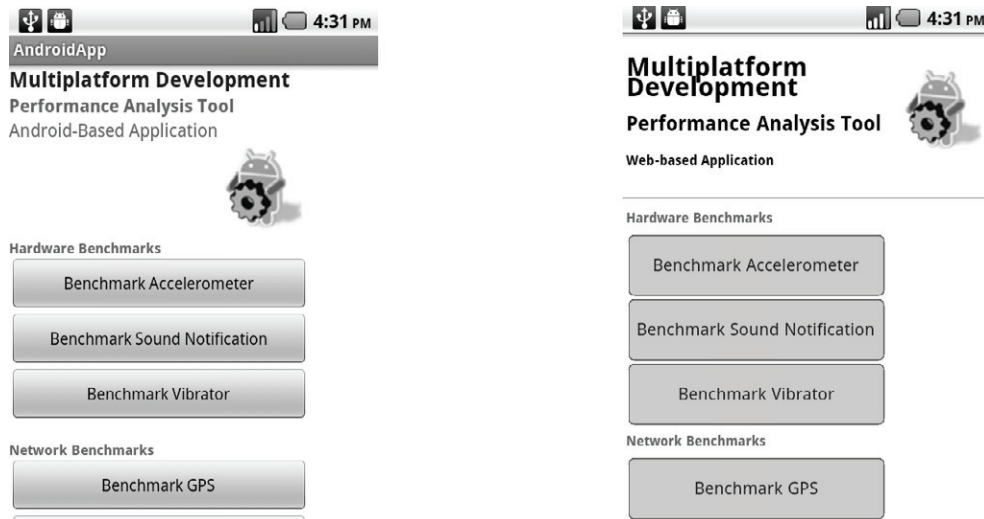 4:31 PM
AndroidApp
Multiplatform Development
Performance Analysis Tool
Android-Based Application
Hardware Benchmarks
Benchmark Accelerometer
Benchmark Sound Notification
Benchmark Vibrator
Network Benchmarks
Benchmark GPS
4:31 PM
Multiplatform
Development
Performance Analysis Tool
Web-based Application
Hardware Benchmarks
Benchmark Accelerometer
Benchmark Sound Notification
Benchmark Vibrator
Network Benchmarks
Benchmark GPS